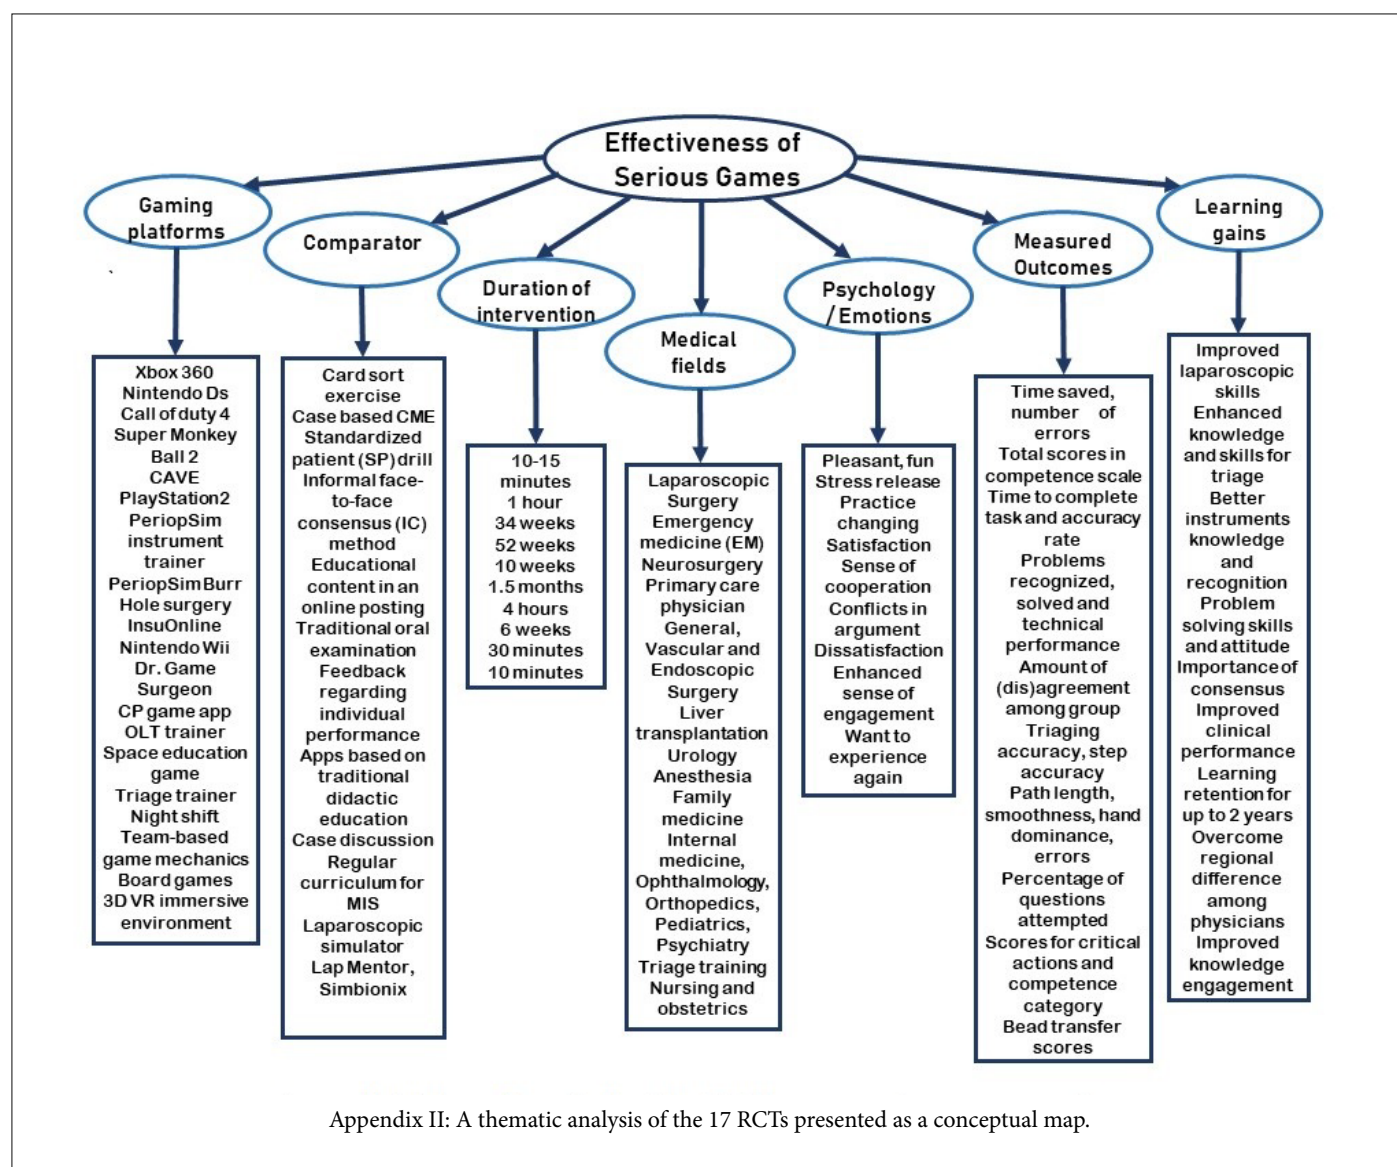 Effectiveness of
Serious Games
Gaming
platforms
Comparator
Duration of
intervention
Medical
fields
Psychology
/Emotions
Measured
Outcomes
Learning
gains
Xbox 360
Nintendo Ds
Call of duty 4
Super Monkey
Ball 2
CAVE
PlayStation2
PeriopSim
instrument
trainer
PeriopSim Burr
Hole surgery
InsuOnline
Nintendo Wii
Dr. Game
Surgeon
CP game app
OLT trainer
Space education
game
Triage trainer
Night shift
Team-based
game mechanics
Board games
3D VR immersive
environment
Card sort
exercise
Case based CME
Standardized
patient (SP) drill
Informal face-
to-face
consensus (IC)
method
Educational
content in an
online posting
Traditional oral
examination
Feedback
regarding
individual
performance
Apps based on
traditional
didactic
education
Case discussion
Regular
curriculum for
MIS
Laparoscopic
simulator
Lap Mentor,
Simbionix
10-15
minutes
1 hour
34 weeks
52 weeks
10 weeks
1.5 months
4 hours
6 weeks
30 minutes
10 minutes
Laparoscopic
Surgery
Emergency
medicine (EM)
Neurosurgery
Primary care
physician
General,
Vascular and
Endoscopic
Surgery
Liver
transplantation
Urology
Anesthesia
Family
medicine
Internal
medicine,
Ophthalmology,
Orthopedics,
Pediatrics,
Psychiatry
Triage training
Nursing and
obstetrics
Pleasant, fun
Stress release
Practice
changing
Satisfaction
Sense of
cooperation
Conflicts in
argument
Dissatisfaction
Enhanced
sense of
engagement
Want to
experience
again
Time saved,
number of
errors
Total scores in
competence scale
Time to complete
task and accuracy
rate
Problems
recognized,
solved and
technical
performance
Amount of
(dis)agreement
among group
Triaging
accuracy, step
accuracy
Path length,
smoothness, hand
dominance,
errors
Percentage of
questions
attempted
Scores for critical
actions and
competence
category
Bead transfer
scores
Improved
laparoscopic
skills
Enhanced
knowledge
and skills for
triage
Better
instruments
knowledge
and
recognition
Problem
solving skills
and attitude
Importance of
consensus
Improved
clinical
performance
Learning
retention for
up to 2 years
Overcome
regional
difference
among
physicians
Improved
knowledge
engagement
Appendix II: A thematic analysis of the 17 RCTs presented as a conceptual map.